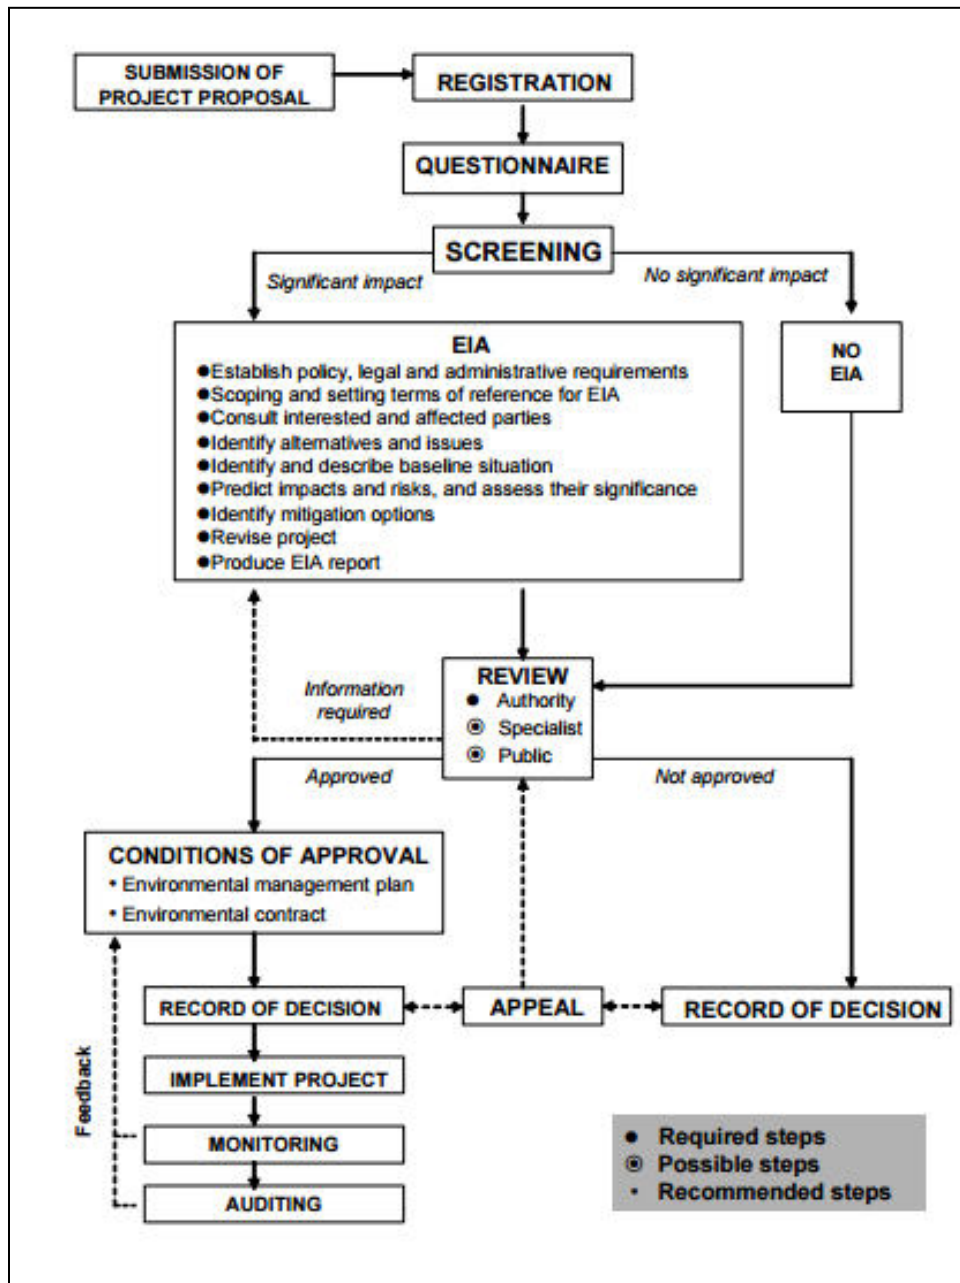 SUBMISSION OF
PROJECT PROPOSAL
REGISTRATION
QUESTIONNAIRE
SCREENING
Significant impact
No significant impact
EIA
●Establish policy, legal and administrative requirements
●Scoping and setting terms of reference for EIA
●Consult interested and affected parties
●Identify alternatives and issues
●Identify and describe baseline situation
●Predict impacts and risks, and assess their significance
●Identify mitigation options
●Revise project
●Produce EIA report
NO
EIA
Information
required
REVIEW
● Authority
◉ Specialist
◉ Public
Approved
Not approved
CONDITIONS OF APPROVAL
• Environmental management plan
• Environmental contract
RECORD OF DECISION
APPEAL
RECORD OF DECISION
IMPLEMENT PROJECT
MONITORING
AUDITING
Feedback
● Required steps
◉ Possible steps
• Recommended steps